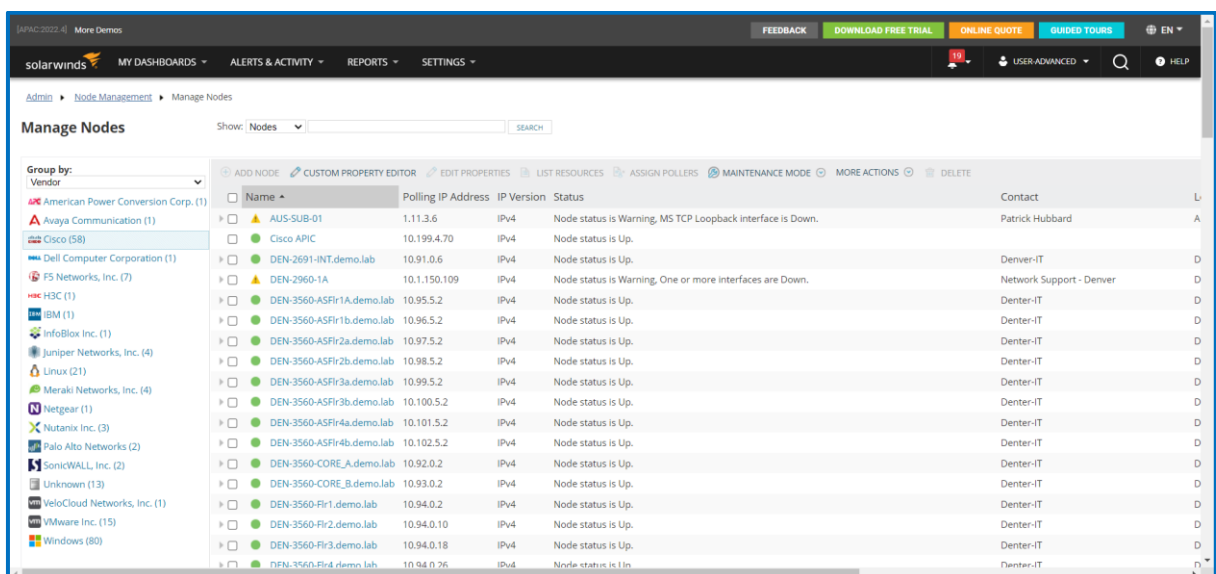 [APAC:2022.4] More Demos FEEDBACK DOWNLOAD FREE TRIAL ONLINE QUOTE GUIDED TOURS EN
solarwinds MY DASHBOARDS ALERTS & ACTIVITY REPORTS SETTINGS 19 USER-ADVANCED HELP
Admin Node Management Manage Nodes
Manage Nodes Show: Nodes SEARCH
Group by:
Vendor
American Power Conversion Corp. (1)
Avaya Communication (1)
Cisco (58)
Dell Computer Corporation (1)
F5 Networks, Inc. (7)
H3C H3C (1)
IBM IBM (1)
InfoBlox Inc. (1)
Juniper Networks, Inc. (4)
Linux (21)
Meraki Networks, Inc. (4)
Netgear (1)
Nutanix Inc. (3)
Palo Alto Networks (2)
SonicWALL, Inc. (2)
Unknown (13)
vm VeloCloud Networks, Inc. (1)
vm VMware Inc. (15)
Windows (80)
ADD NODE CUSTOM PROPERTY EDITOR EDIT PROPERTIES LIST RESOURCES ASSIGN POLLERS MAINTENANCE MODE MORE ACTIONS DELETE
Name Polling IP Address IP Version Status Contact
AUS-SUB-01 1.11.3.6 IPv4 Node status is Warning, MS TCP Loopback interface is Down. Patrick Hubbard A
Cisco APIC 10.199.4.70 IPv4 Node status is Up.
DEN-2691-INT.demo.lab 10.91.0.6 IPv4 Node status is Up. Denver-IT D
DEN-2960-1A 10.1.150.109 IPv4 Node status is Warning, One or more interfaces are Down. Network Support - Denver D
DEN-3560-ASFlr1A.demo.lab 10.95.5.2 IPv4 Node status is Up. Denter-IT D
DEN-3560-ASFlr1b.demo.lab 10.96.5.2 IPv4 Node status is Up. Denter-IT D
DEN-3560-ASFlr2a.demo.lab 10.97.5.2 IPv4 Node status is Up. Denter-IT D
DEN-3560-ASFlr2b.demo.lab 10.98.5.2 IPv4 Node status is Up. Denter-IT D
DEN-3560-ASFlr3a.demo.lab 10.99.5.2 IPv4 Node status is Up. Denter-IT D
DEN-3560-ASFlr3b.demo.lab 10.100.5.2 IPv4 Node status is Up. Denter-IT D
DEN-3560-ASFlr4a.demo.lab 10.101.5.2 IPv4 Node status is Up. Denter-IT D
DEN-3560-ASFlr4b.demo.lab 10.102.5.2 IPv4 Node status is Up. Denter-IT D
DEN-3560-CORE_A.demo.lab 10.92.0.2 IPv4 Node status is Up. Denter-IT D
DEN-3560-CORE_B.demo.lab 10.93.0.2 IPv4 Node status is Up. Denter-IT D
DEN-3560-Flr1.demo.lab 10.94.0.2 IPv4 Node status is Up. Denter-IT D
DEN-3560-Flr2.demo.lab 10.94.0.10 IPv4 Node status is Up. Denter-IT D
DEN-3560-Flr3.demo.lab 10.94.0.18 IPv4 Node status is Up. Denter-IT D
DEN-3560-Flr4.demo.lab 10.94.0.26 IPv4 Node status is Up. Denter-IT D